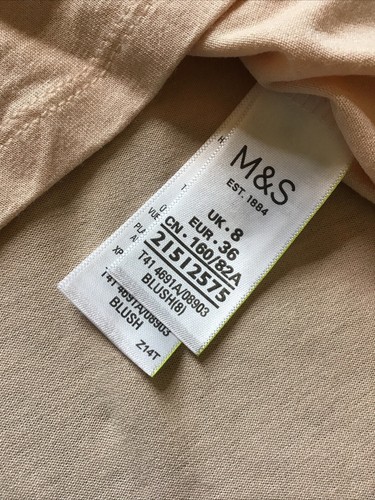 M&S
EST. 1884
UK. 8
EUR. 36
CN. 160/82A
21512575
T41 4691A/08903
BLUSH(8)
T41 4691A/08903
BLUSH
Z14T